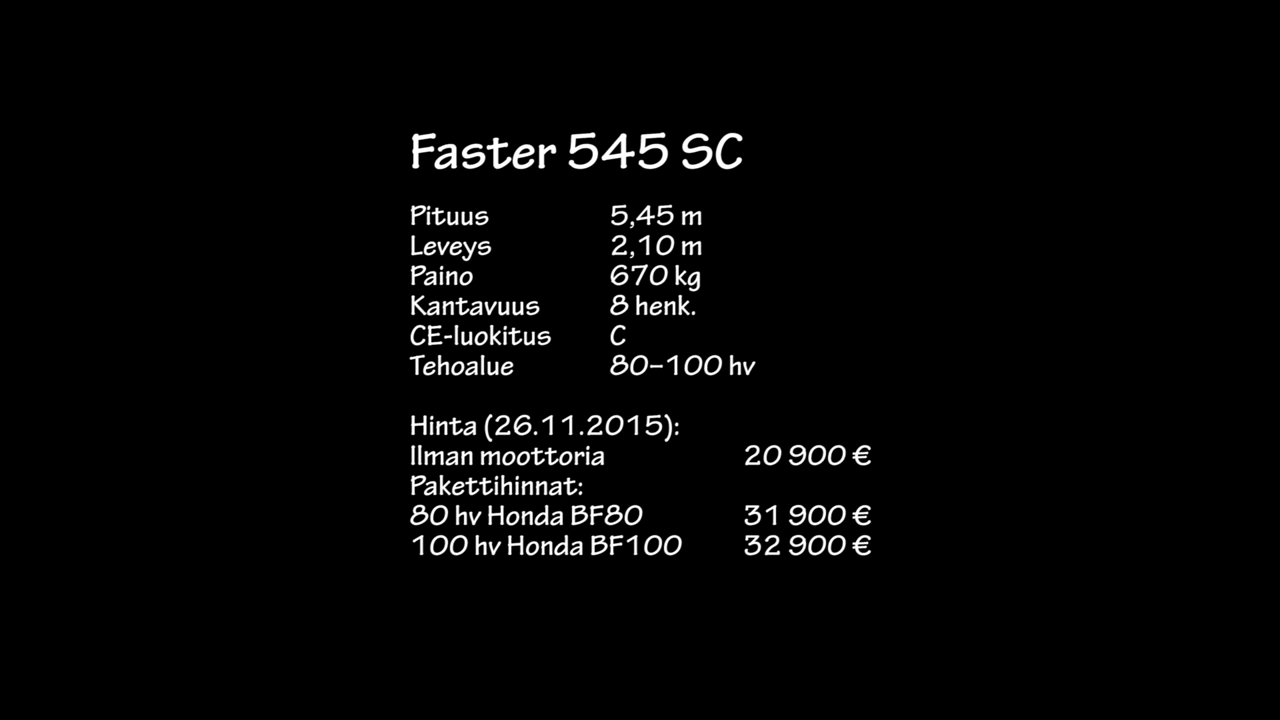 Faster 545 SC
Pituus 5,45 m
Leveys 2,10 m
Paino 670 kg
Kantavuus 8 henk.
CE-luokitus C
Tehoalue 80–100 hv
Hinta (26.11.2015):
Ilman moottoria 20 900 €
Pakettihinnat:
80 hv Honda BF80 31 900 €
100 hv Honda BF100 32 900 €